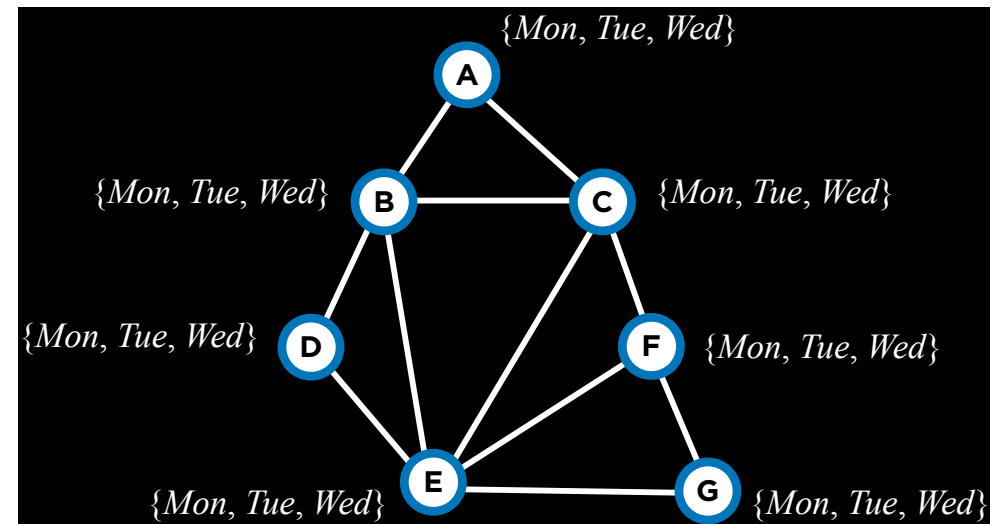 {Mon, Tue, Wed}
A
{Mon, Tue, Wed}
B
C
{Mon, Tue, Wed}
{Mon, Tue, Wed}
D
F
{Mon, Tue, Wed}
{Mon, Tue, Wed}
E
G
{Mon, Tue, Wed}